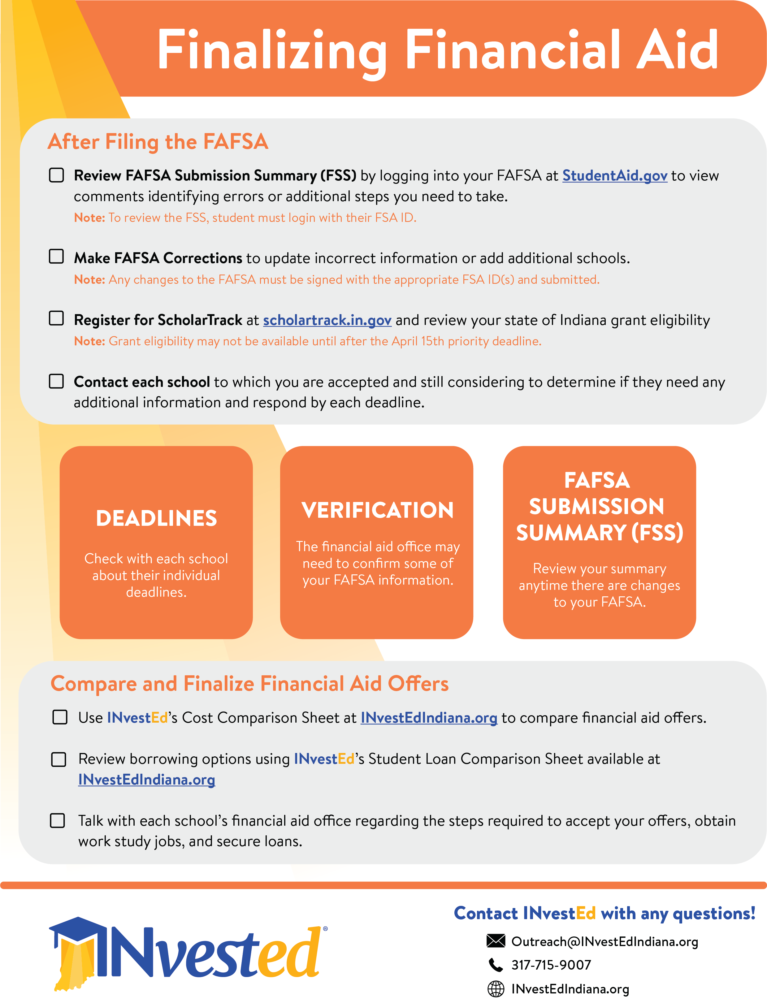 Finalizing Financial Aid
After Filing the FAFSA
Review FAFSA Submission Summary (FSS) by logging into your FAFSA at StudentAid.gov to view
comments identifying errors or additional steps you need to take.
Note: To review the FSS, student must login with their FSA ID.
Make FAFSA Corrections to update incorrect information or add additional schools.
Note: Any changes to the FAFSA must be signed with the appropriate FSA ID(s) and submitted.
Register for ScholarTrack at scholartrack.in.gov and review your state of Indiana grant eligibility
Note: Grant eligibility may not be available until after the April 15th priority deadline.
Contact each school to which you are accepted and still considering to determine if they need any
additional information and respond by each deadline.
DEADLINES
Check with each school
about their individual
deadlines.
VERIFICATION
The financial aid office may
need to confirm some of
your FAFSA information.
FAFSA
SUBMISSION
SUMMARY (FSS)
Review your summary
anytime there are changes
to your FAFSA.
Compare and Finalize Financial Aid Offers
Use INvestEd's Cost Comparison Sheet at INvestEdIndiana.org to compare financial aid offers.
Review borrowing options using INvestEd's Student Loan Comparison Sheet available at
INvestEdIndiana.org
Talk with each school's financial aid office regarding the steps required to accept your offers, obtain
work study jobs, and secure loans.
INvested®
Contact INvestEd with any questions!
Outreach@INvestEdIndiana.org
317-715-9007
INvestEdIndiana.org